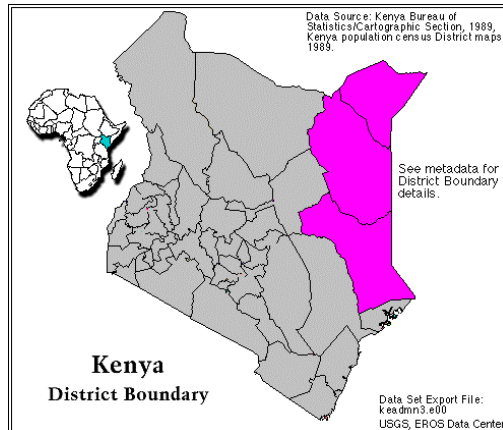 Data Source: Kenya Bureau of
Statistics/Cartographic Section, 1989,
Kenya population census District maps
1989.
See metadata for
District Boundary
details.
Kenya
District Boundary
Data Set Export File:
keadmn3.e00
USGS, EROS Data Center